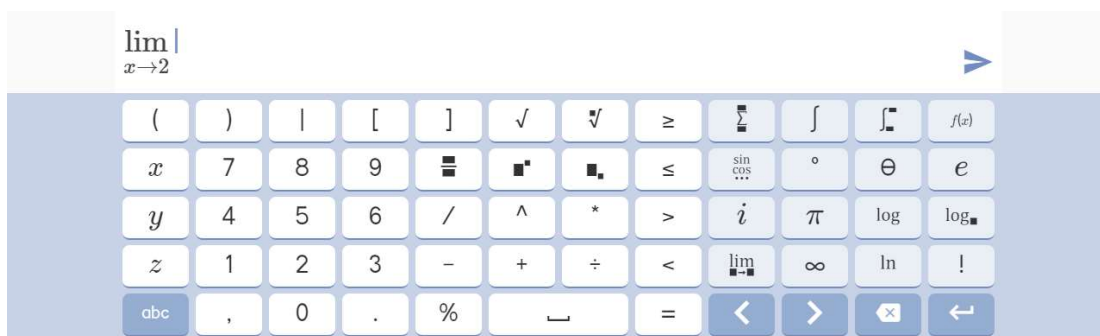 lim
x→2
( ) | [ ] √ ∜ ≥ Σ ∫ ∫ f(x)
x 7 8 9 ≤ sin cos ... ° θ e
y 4 5 6 / ^ * > i π log log
z 1 2 3 − + ÷ < lim → ∞ ln !
abc , 0 . % =